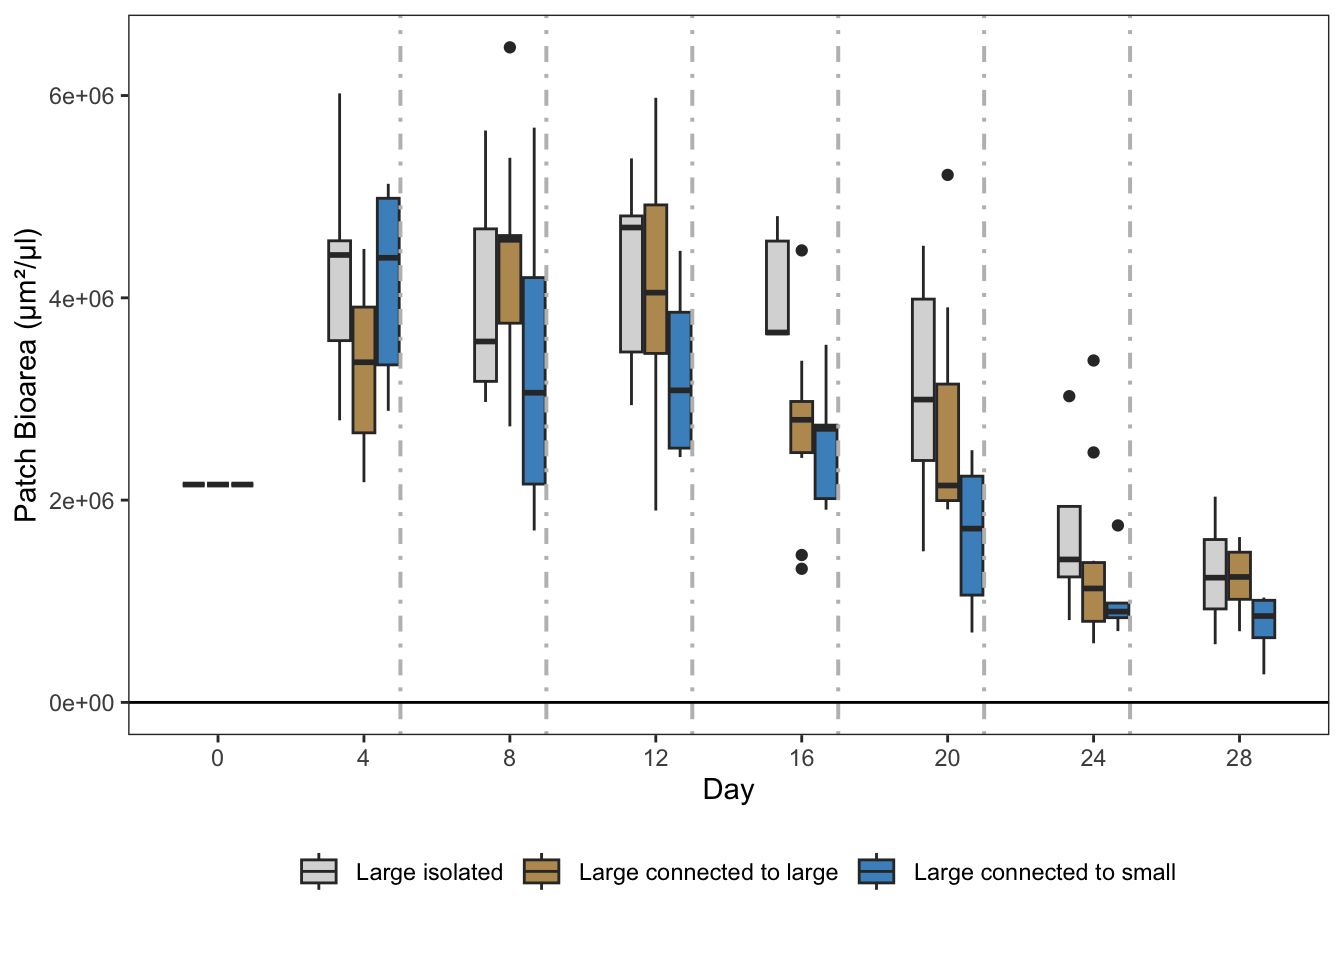 Patch Bioarea (μm²/μl)
6e+06
4e+06
2e+06
0e+00
0 4 8 12 16 20 24 28
Day
Large isolated Large connected to large Large connected to small